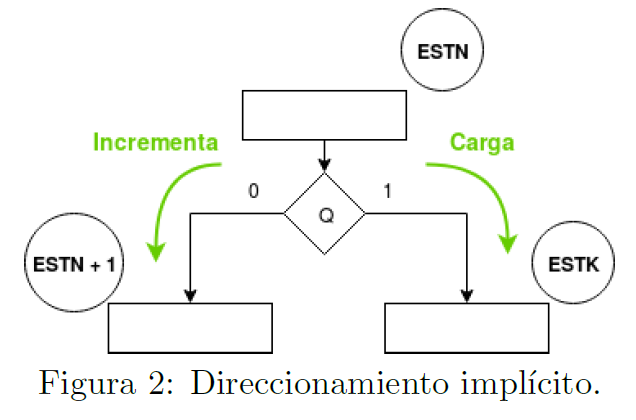 ESTN
Incrementa
Carga
0
1
Q
ESTN + 1
ESTK
Figura 2: Direccionamiento implícito.